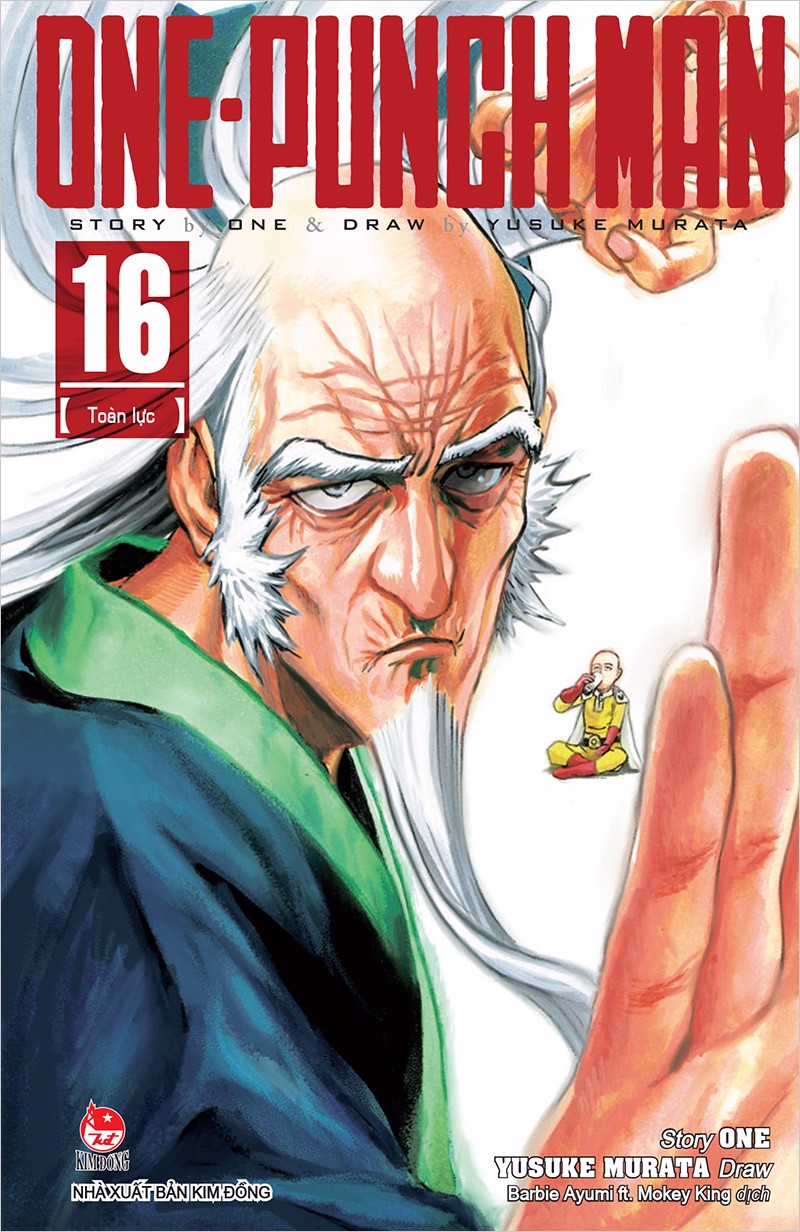 ONE-PUNCH MAN
STORY by ONE & DRAW by YUSUKE MURATA
16
【 Toàn lực 】
Kđ
KIM ĐỒNG
NHÀ XUẤT BẢN KIM ĐỒNG
Story ONE
YUSUKE MURATA Draw
Barbie Ayumi ft. Mokey King dịch